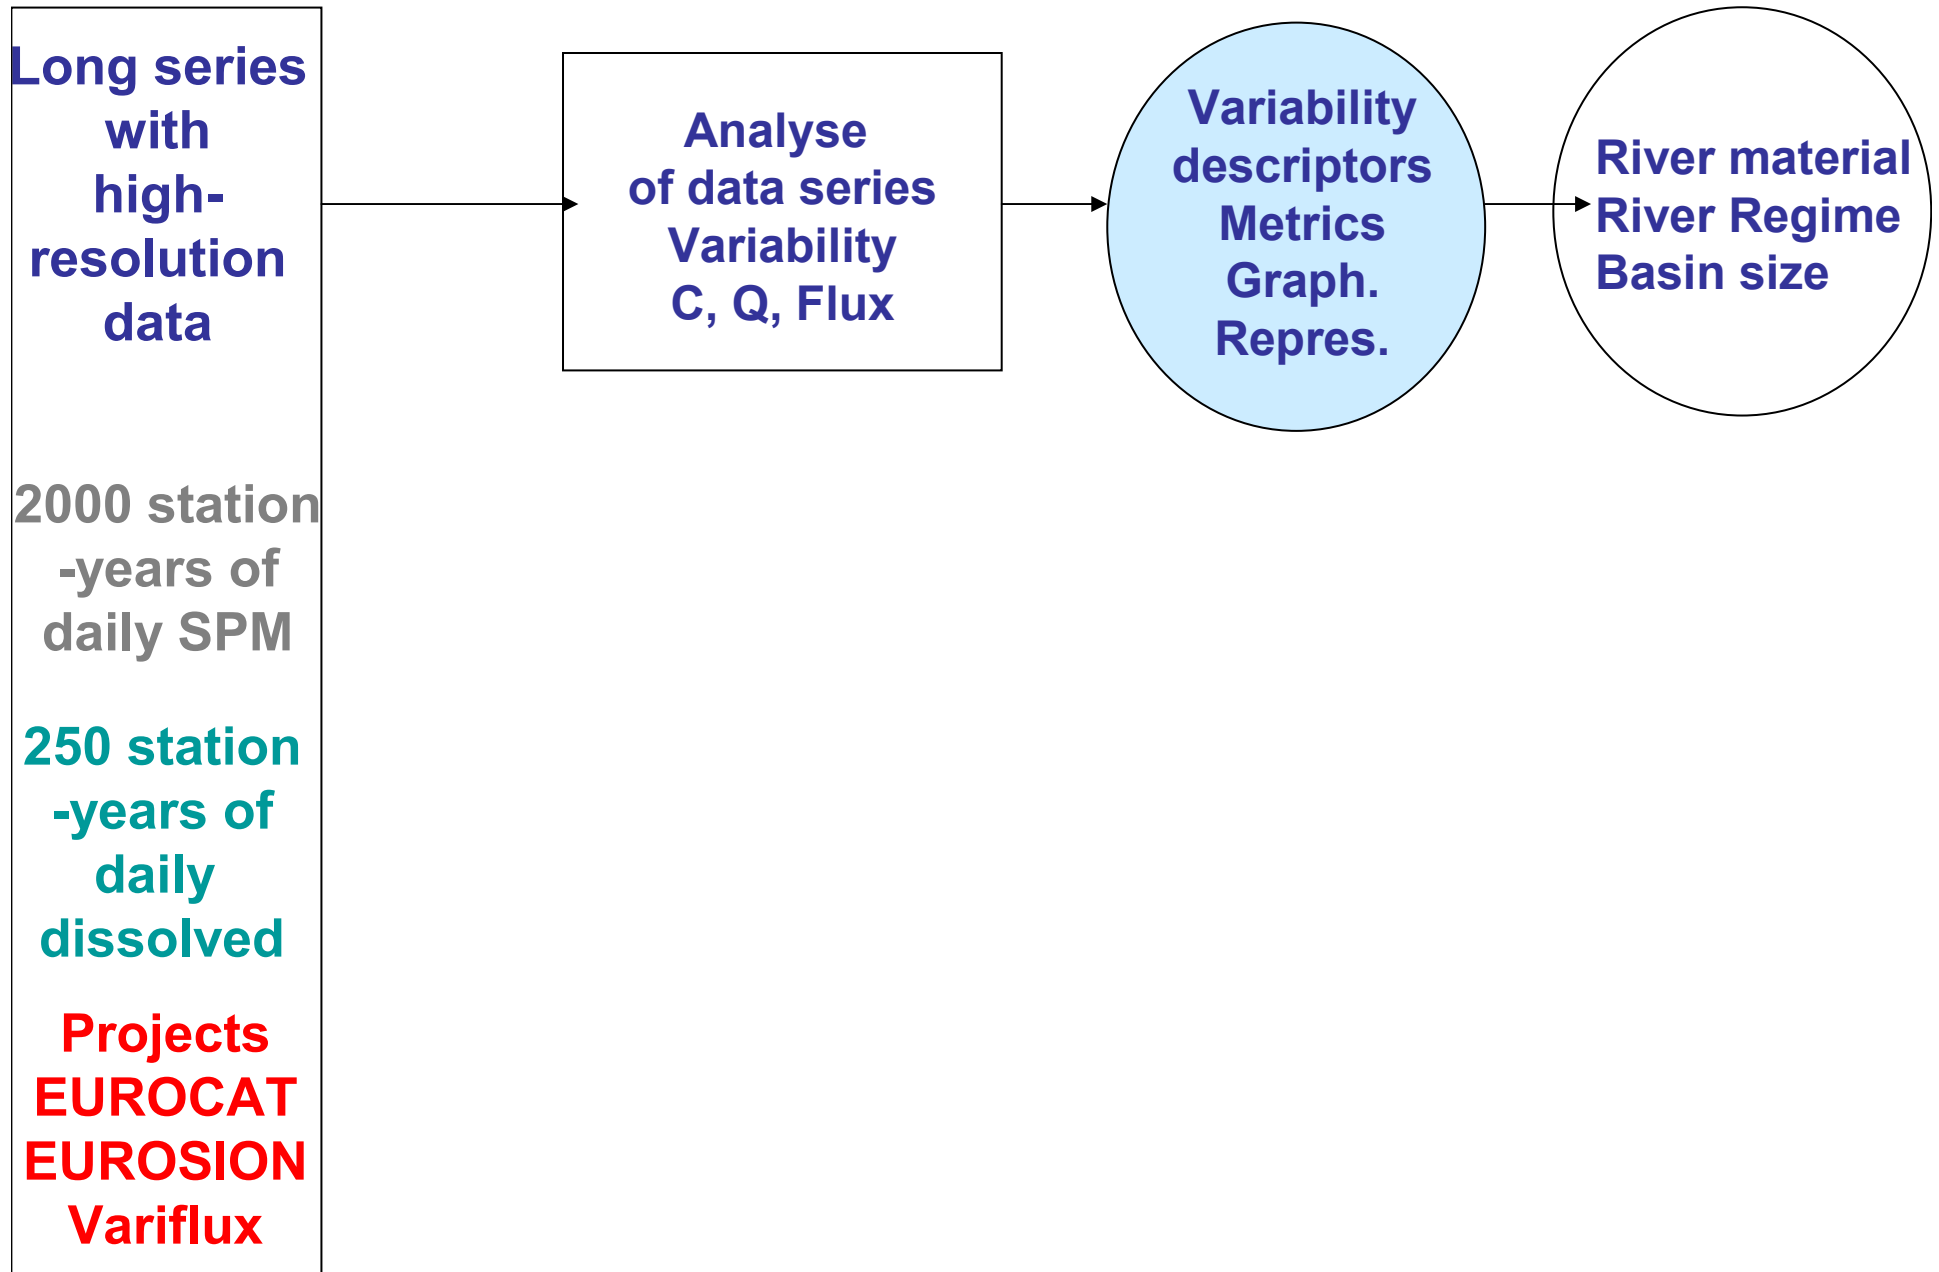 Long series
with
high-
resolution
data
2000 station
-years of
daily SPM
250 station
-years of
daily
dissolved
Projects
EUROCAT
EUROSION
Variflux
Analyse
of data series
Variability
C, Q, Flux
Variability
descriptors
Metrics
Graph.
Repres.
River material
River Regime
Basin size